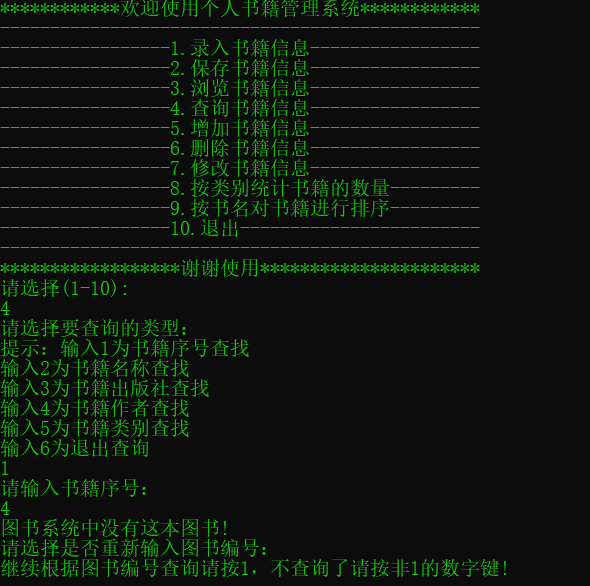 ************欢迎使用个人书籍管理系统************
------------------------------------------------
-----------------1.录入书籍信息-----------------
-----------------2.保存书籍信息-----------------
-----------------3.浏览书籍信息-----------------
-----------------4.查询书籍信息-----------------
-----------------5.增加书籍信息-----------------
-----------------6.删除书籍信息-----------------
-----------------7.修改书籍信息-----------------
-----------------8.按类别统计书籍的数量---------
-----------------9.按书名对书籍进行排序---------
-----------------10.退出------------------------
------------------------------------------------
******************谢谢使用**********************
请选择(1-10):
4
请选择要查询的类型：
提示：输入1为书籍序号查找
输入2为书籍名称查找
输入3为书籍出版社查找
输入4为书籍作者查找
输入5为书籍类别查找
输入6为退出查询
1
请输入书籍序号：
4
图书系统中没有这本图书!
请选择是否重新输入图书编号：
继续根据图书编号查询请按1，不查询了请按非1的数字键!